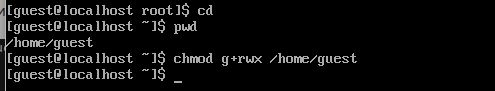 [guest@localhost root]$ cd
[guest@localhost ~]$ pwd
/home/guest
[guest@localhost ~]$ chmod g+rwx /home/guest
[guest@localhost ~]$ _